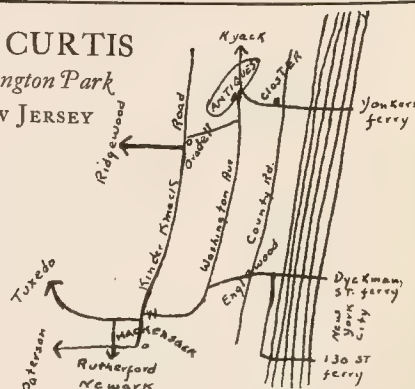 CURTIS
ington Park
W JERSEY
Nyack
ANTIQUES
CLOSTER
Yonkers
ferry
Road
Oradell
Ridgewood
Kinder Kmack
Washington Ave
County Rd.
Englewood
Dyckman
ST. ferry
New
York
City
130 ST
ferry
Tuxedo
HACKENSACK
Paterson
Rutherford
Newark